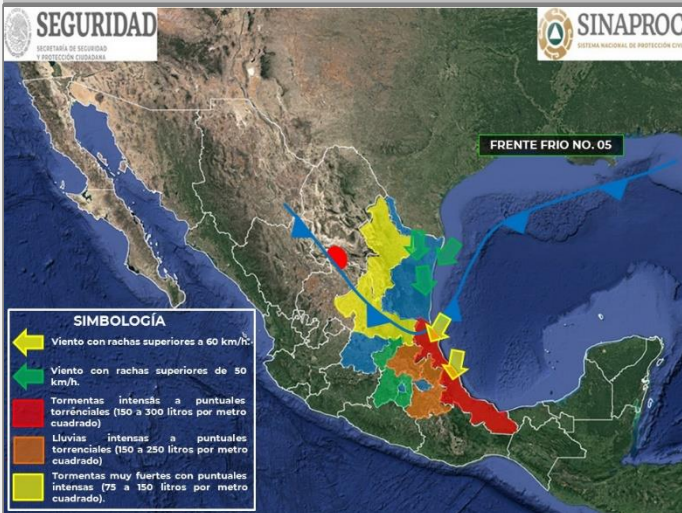 SEGURIDAD
SECRETARÍA DE SEGURIDAD
Y PROTECCIÓN CIUDADANA
SINAPROC
SISTEMA NACIONAL DE PROTECCIÓN CIVIL
FRENTE FRIO NO. 05
SIMBOLOGÍA
Viento con rachas superiores a 60 km/h.
Viento con rachas superiores de 50
km/h.
Tormentas intensas a puntuales
torrenciales (150 a 300 litros por metro
cuadrado)
Lluvias intensas a puntuales
torrenciales (150 a 250 litros por metro
cuadrado)
Tormentas muy fuertes con puntuales
intensas (75 a 150 litros por metro
cuadrado).